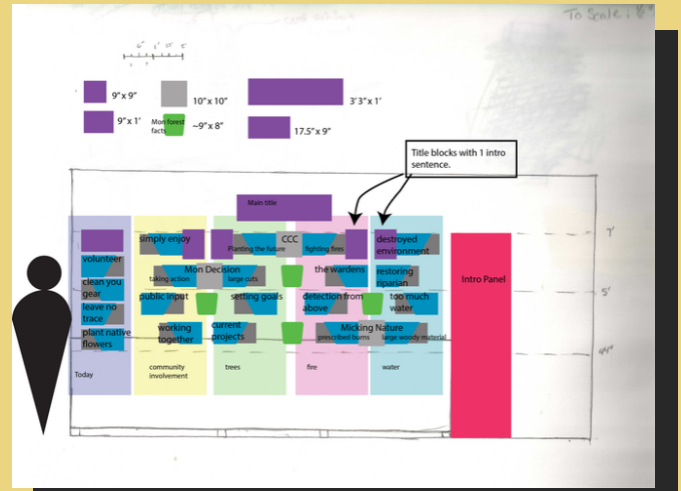 To Scale: 1/8"
9"x 9"
10"x 10"
3'3"x 1'
9"x 1'
Mon forest
facts
~9"x 8"
17.5"x 9"
Title blocks with 1 intro
sentence.
Main title
7'
simply enjoy
CCC
Planting the future
fighting fires
destroyed
environment
volunteer
Mon Decision
taking action
large cuts
the wardens
restoring
riparian
Intro Panel
clean you
gear
public input
setting goals
detection from
above
too much
water
5'
leave no
trace
working
together
current
projects
Micking Nature
prescribed burns
large woody material
plant native
flowers
44"
Today
community
involvement
trees
fire
water